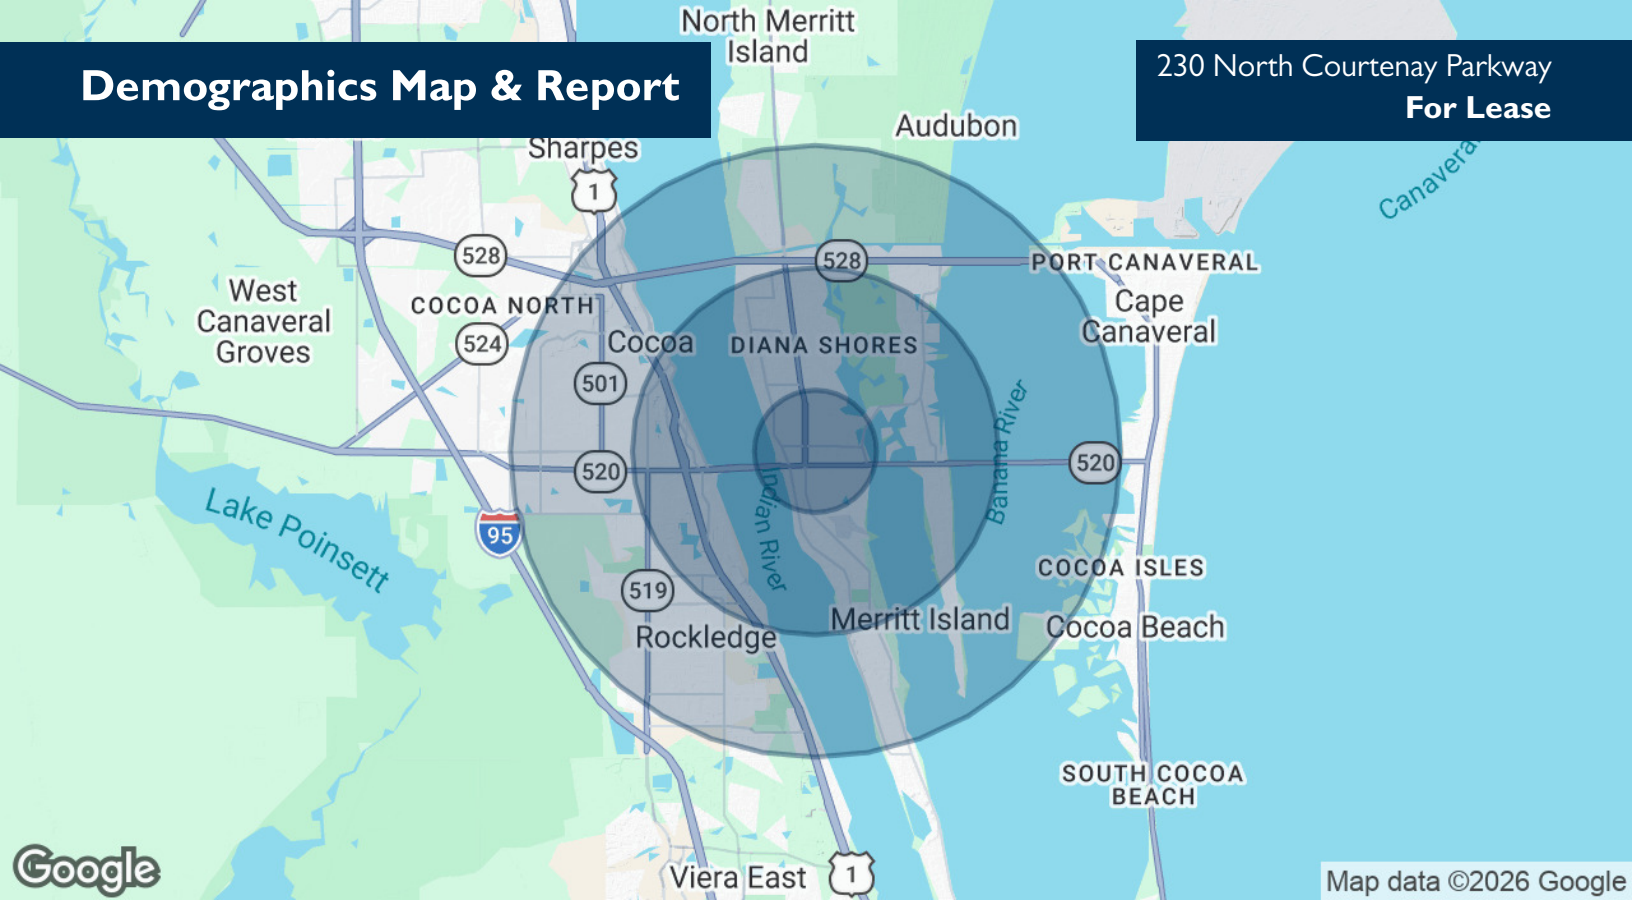 North Merritt
Island
Demographics Map & Report
230 North Courtenay Parkway
For Lease
Audubon
Sharpes
1
Canavera
528
528
PORT CANAVERAL
West
Canaveral
Groves
COCOA NORTH
Cape
Canaveral
524
Cocoa
DIANA SHORES
501
Banana River
520
520
Indian River
Lake Poinsett
95
COCOA ISLES
519
Merritt Island
Cocoa Beach
Rockledge
SOUTH COCOA
BEACH
Google
Viera East
1
Map data ©2026 Google